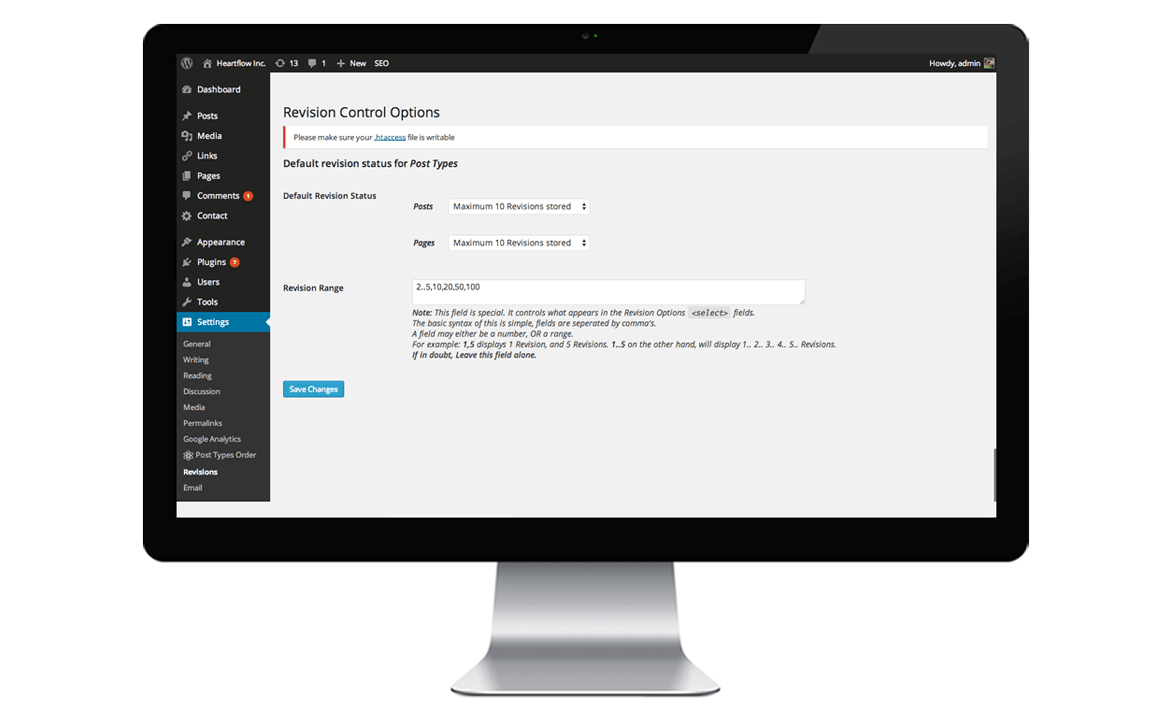 Heartflow Inc. 13 1 New SEO Howdy, admin
Dashboard
Posts
Media
Links
Pages
Comments 1
Contact
Appearance
Plugins 7
Users
Tools
Settings
General
Writing
Reading
Discussion
Media
Permalinks
Google Analytics
Post Types Order
Revisions
Email
Revision Control Options
Please make sure your .htaccess file is writable
Default revision status for Post Types
Default Revision Status
Posts Maximum 10 Revisions stored
Pages Maximum 10 Revisions stored
Revision Range
2..5,10,20,50,100
Note: This field is special. It controls what appears in the Revision Options <select> fields.
The basic syntax of this is simple, fields are seperated by comma's.
A field may either be a number, OR a range.
For example: 1,5 displays 1 Revision, and 5 Revisions. 1..5 on the other hand, will display 1.. 2.. 3.. 4.. 5.. Revisions.
If in doubt, Leave this field alone.
Save Changes